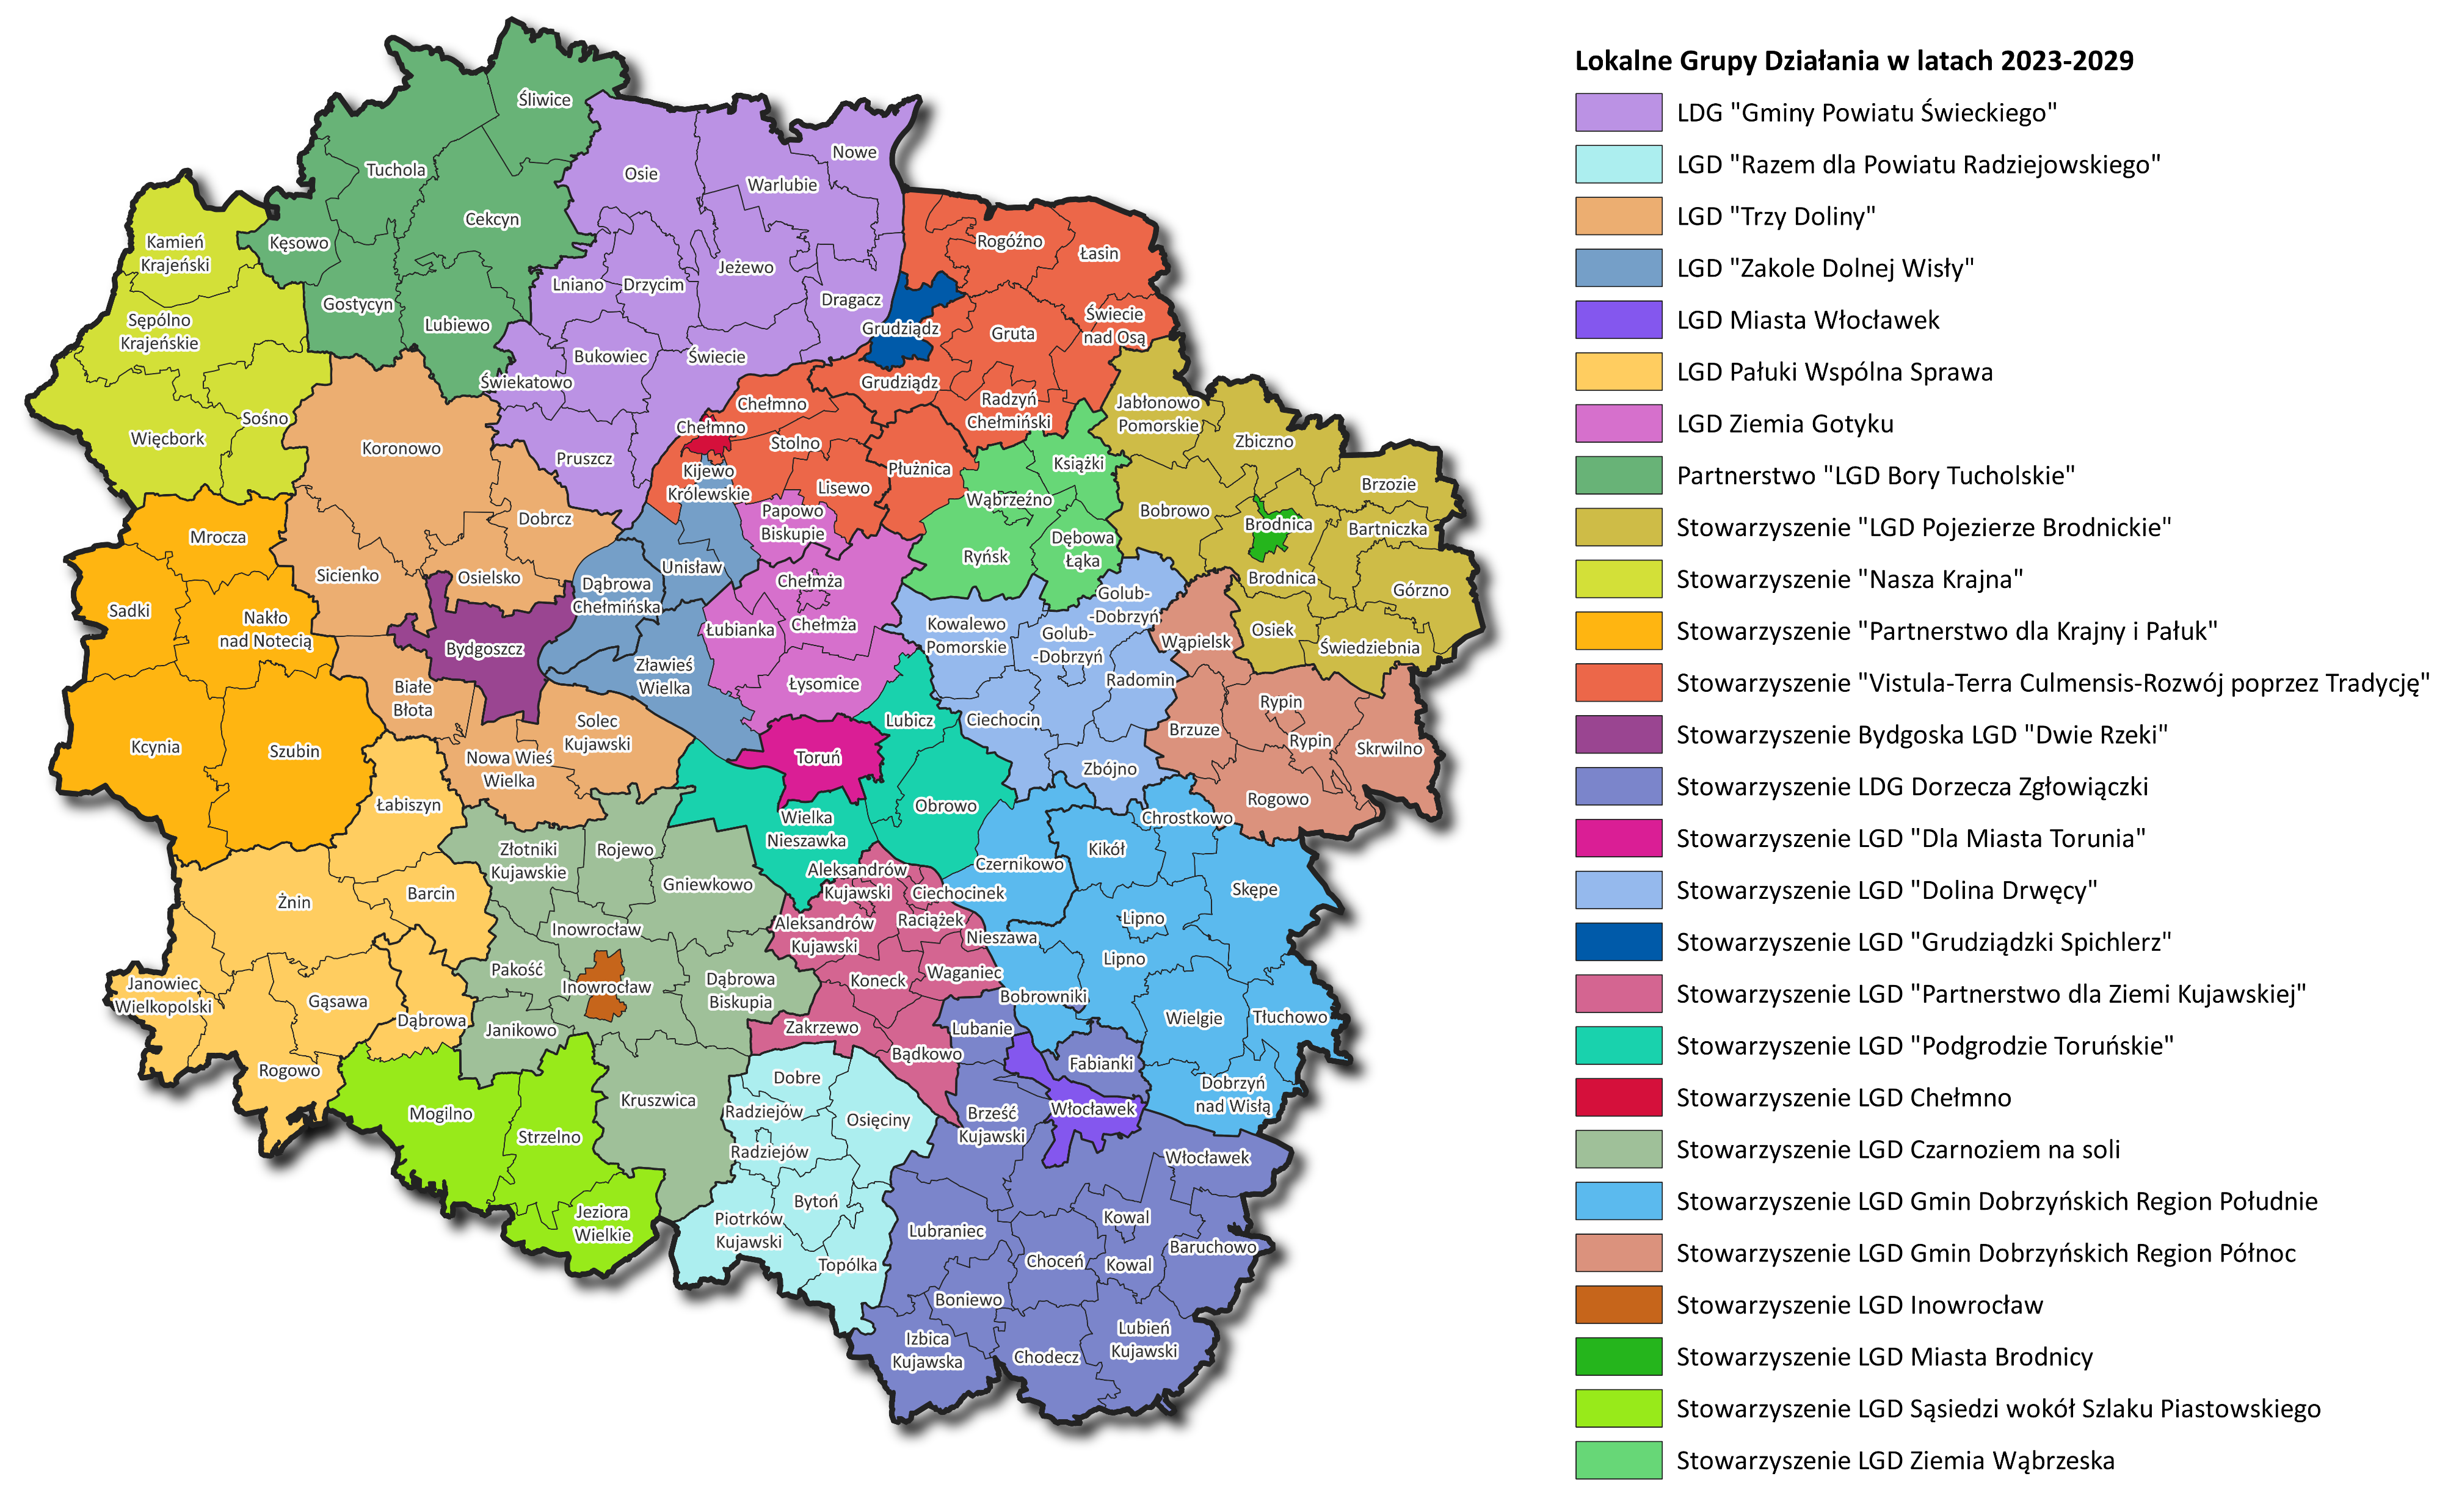 Lokalne Grupy Działania w latach 2023-2029
LDG "Gminy Powiatu Świeckiego"
LGD "Razem dla Powiatu Radziejowskiego"
LGD "Trzy Doliny"
LGD "Zakole Dolnej Wisły"
LGD Miasta Włocławek
LGD Pałuki Wspólna Sprawa
LGD Ziemia Gotyku
Partnerstwo "LGD Bory Tucholskie"
Stowarzyszenie "LGD Pojezierze Brodnickie"
Stowarzyszenie "Nasza Krajna"
Stowarzyszenie "Partnerstwo dla Krajny i Pałuk"
Stowarzyszenie "Vistula-Terra Culmensis-Rozwój poprzez Tradycję"
Stowarzyszenie Bydgoska LGD "Dwie Rzeki"
Stowarzyszenie LDG Dorzecza Zgłowiączki
Stowarzyszenie LGD "Dla Miasta Torunia"
Stowarzyszenie LGD "Dolina Drwęcy"
Stowarzyszenie LGD "Grudziądzki Spichlerz"
Stowarzyszenie LGD "Partnerstwo dla Ziemi Kujawskiej"
Stowarzyszenie LGD "Podgrodzie Toruńskie"
Stowarzyszenie LGD Chełmno
Stowarzyszenie LGD Czarnoziem na soli
Stowarzyszenie LGD Gmin Dobrzyńskich Region Południe
Stowarzyszenie LGD Gmin Dobrzyńskich Region Północ
Stowarzyszenie LGD Inowrocław
Stowarzyszenie LGD Miasta Brodnicy
Stowarzyszenie LGD Sąsiedzi wokół Szlaku Piastowskiego
Stowarzyszenie LGD Ziemia Wąbrzeska
Śliwice
Tuchola
Cekcyn
Kęsowo
Gostycyn
Lubiewo
Osie
Nowe
Warlubie
Jeżewo
Lniano
Drzycim
Dragacz
Bukowiec
Świecie
Świekatowo
Pruszcz
Kamień
Krajeński
Sępólno
Krajeńskie
Sośno
Więcbork
Rogóźno
Łasin
Grudziądz
Gruta
Świecie
nad Osą
Grudziądz
Radzyń
Chełmiński
Chełmno
Chełmno
Stolno
Kijewo
Królewskie
Lisewo
Płużnica
Papowo
Biskupie
Jabłonowo
Pomorskie
Zbiczno
Książki
Wąbrzeźno
Bobrowo
Brzozie
Brodnica
Bartniczka
Ryńsk
Dębowa
Łąka
Brodnica
Górzno
Osiek
Świedziebnia
Koronowo
Dobrcz
Mrocza
Sicienko
Osielsko
Sadki
Nakło
nad Notecią
Bydgoszcz
Dąbrowa
Chełmińska
Unisław
Chełmża
Łubianka
Chełmża
Zławieś
Wielka
Łysomice
Kowalewo
Pomorskie
Golub-
-Dobrzyń
Golub-
-Dobrzyń
Wąpielsk
Radomin
Ciechocin
Zbójno
Rypin
Brzuze
Rypin
Skrwilno
Rogowo
Białe
Błota
Solec
Kujawski
Kcynia
Szubin
Nowa Wieś
Wielka
Łabiszyn
Toruń
Lubicz
Obrowo
Wielka
Nieszawka
Chrostkowo
Kikół
Czernikowo
Złotniki
Kujawskie
Rojewo
Gniewkowo
Aleksandrów
Kujawski
Ciechocinek
Skępe
Żnin
Barcin
Inowrocław
Aleksandrów
Kujawski
Raciążek
Nieszawa
Lipno
Lipno
Janowiec
Wielkopolski
Gąsawa
Dąbrowa
Pakość
Inowrocław
Dąbrowa
Biskupia
Koneck
Waganiec
Bobrowniki
Janikowo
Zakrzewo
Bądkowo
Lubanie
Wielgie
Tłuchowo
Rogowo
Fabianki
Dobrzyń
nad Wisłą
Mogilno
Strzelno
Kruszwica
Dobre
Radziejów
Osięciny
Radziejów
Brześć
Kujawski
Włocławek
Włocławek
Jeziora
Wielkie
Piotrków
Kujawski
Bytoń
Topólka
Lubraniec
Kowal
Baruchowo
Choceń
Kowal
Boniewo
Izbica
Kujawska
Chodecz
Lubień
Kujawski